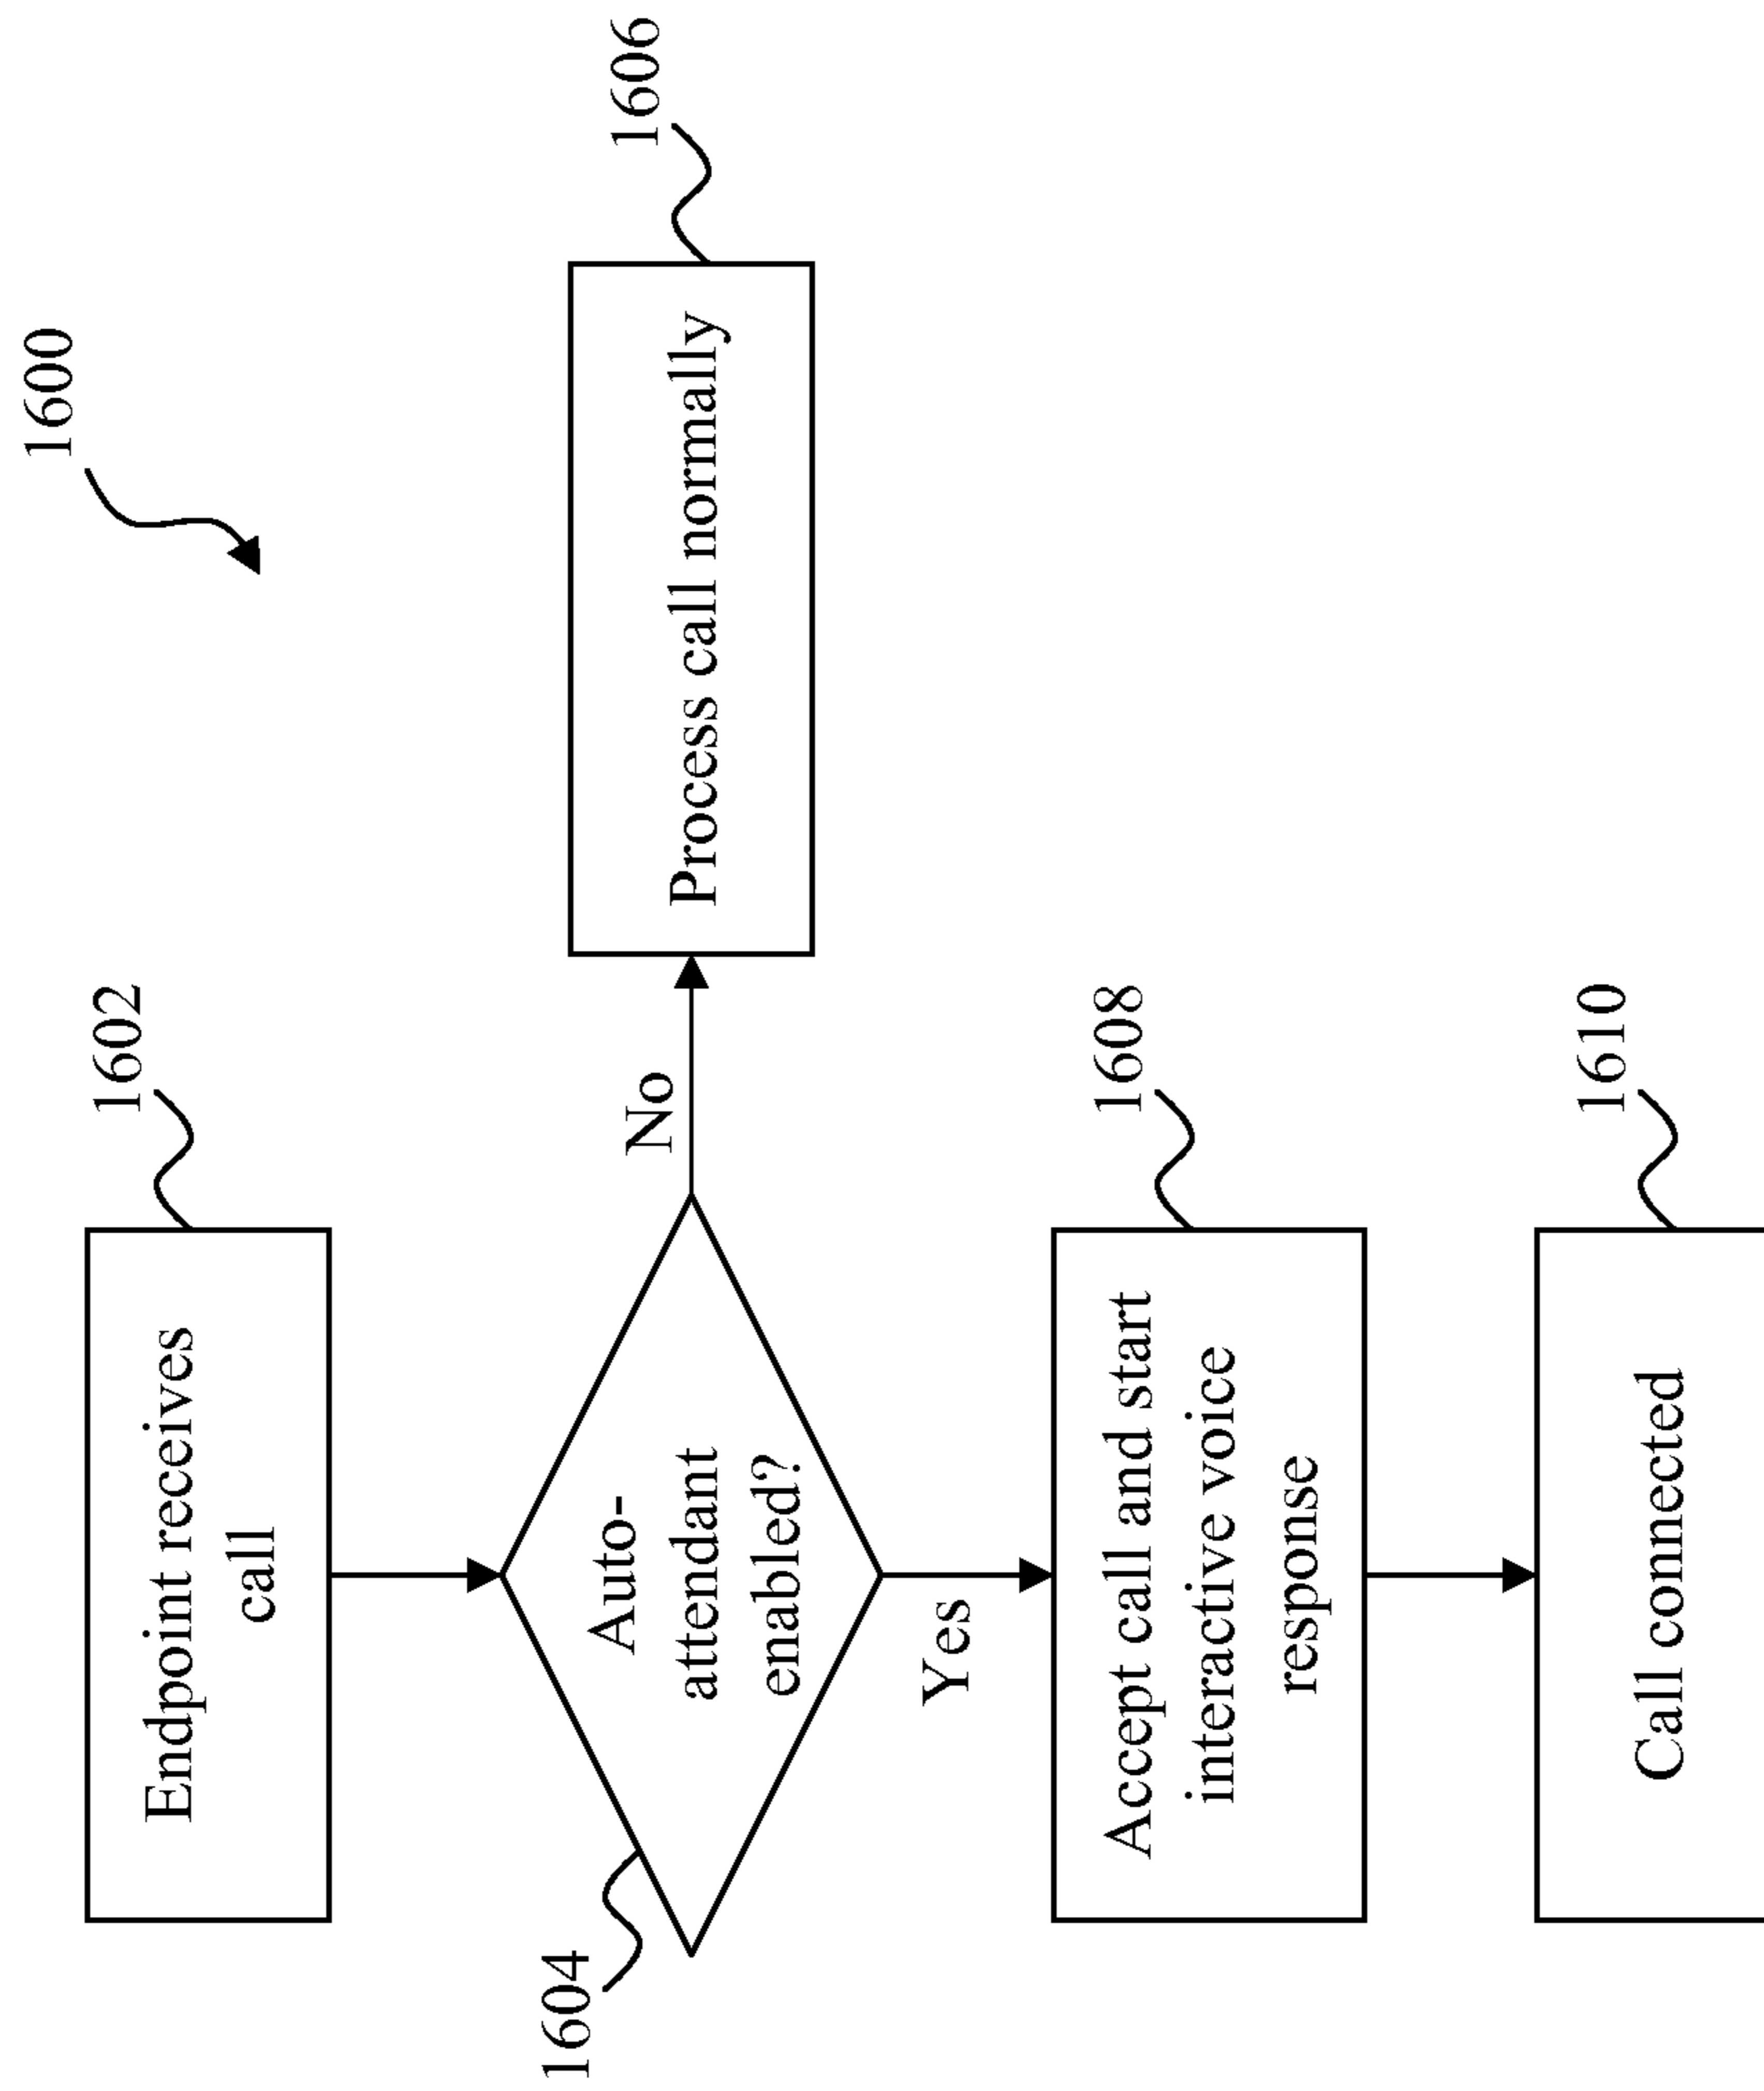 1600
Endpoint receives
call
1602
Auto-
attendant
enabled?
1604
No
Process call normally
1606
Yes
Accept call and start
interactive voice
response
1608
Call connected
1610